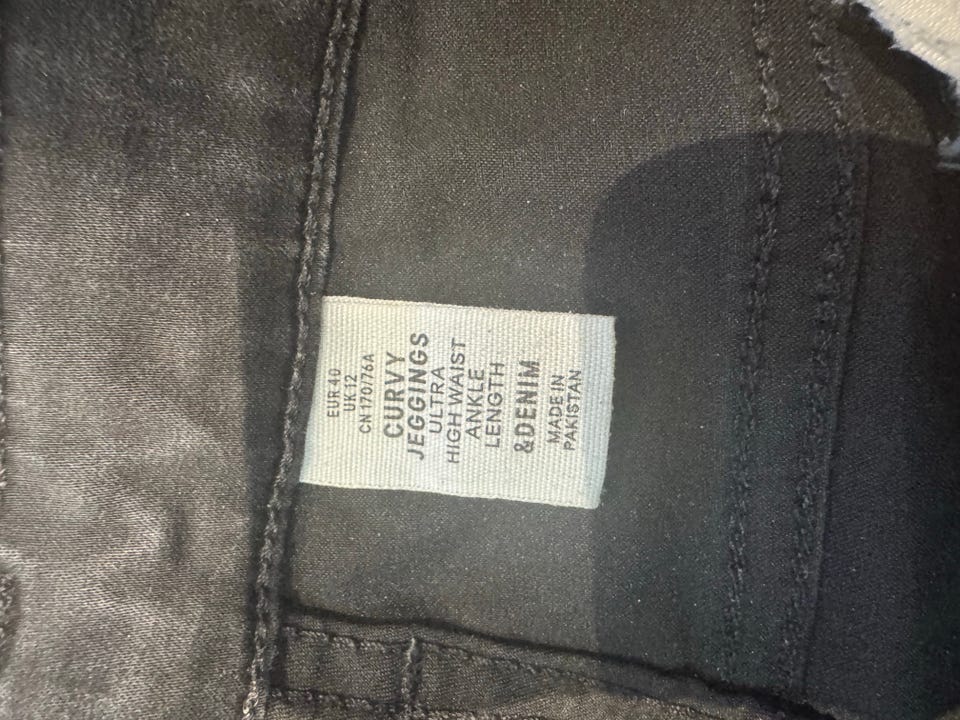 EUR 40
UK 12
CN 170/76A
CURVY
JEGGINGS
ULTRA
HIGH WAIST
ANKLE
LENGTH
&DENIM
MADE IN
PAKISTAN